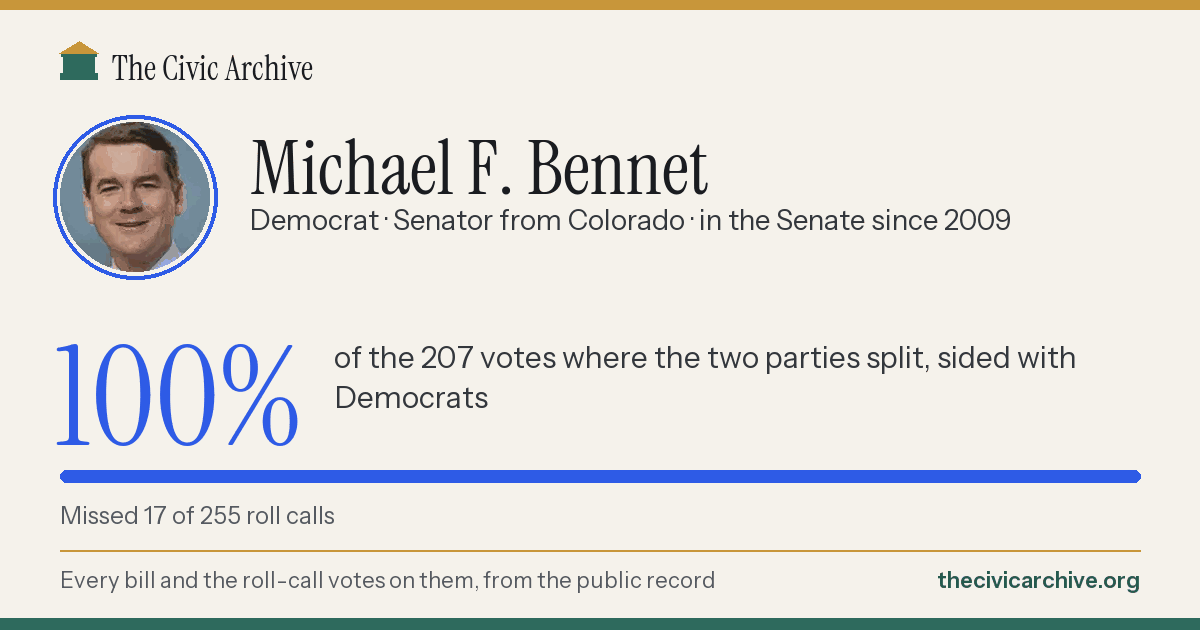 The Civic Archive
Michael F. Bennet
Democrat · Senator from Colorado · in the Senate since 2009
100%
of the 207 votes where the two parties split, sided with
Democrats
Missed 17 of 255 roll calls
Every bill and the roll-call votes on them, from the public record
thecivicarchive.org